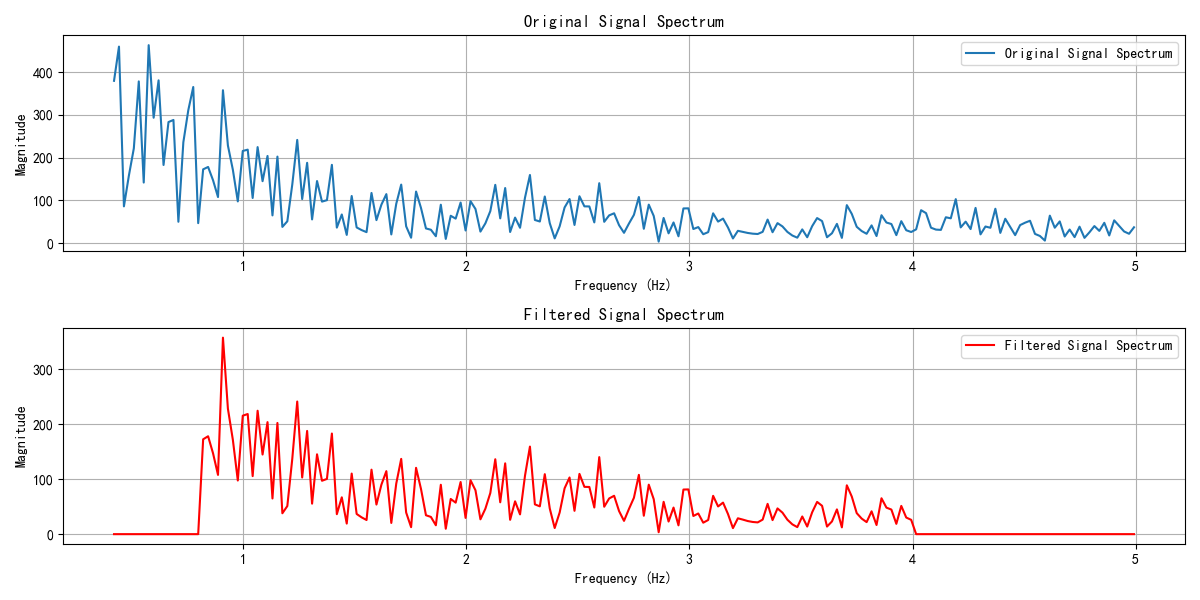 Original Signal Spectrum
Original Signal Spectrum
Magnitude
400
300
200
100
0
1 2 3 4 5
Frequency (Hz)
Filtered Signal Spectrum
Filtered Signal Spectrum
Magnitude
300
200
100
0
1 2 3 4 5
Frequency (Hz)